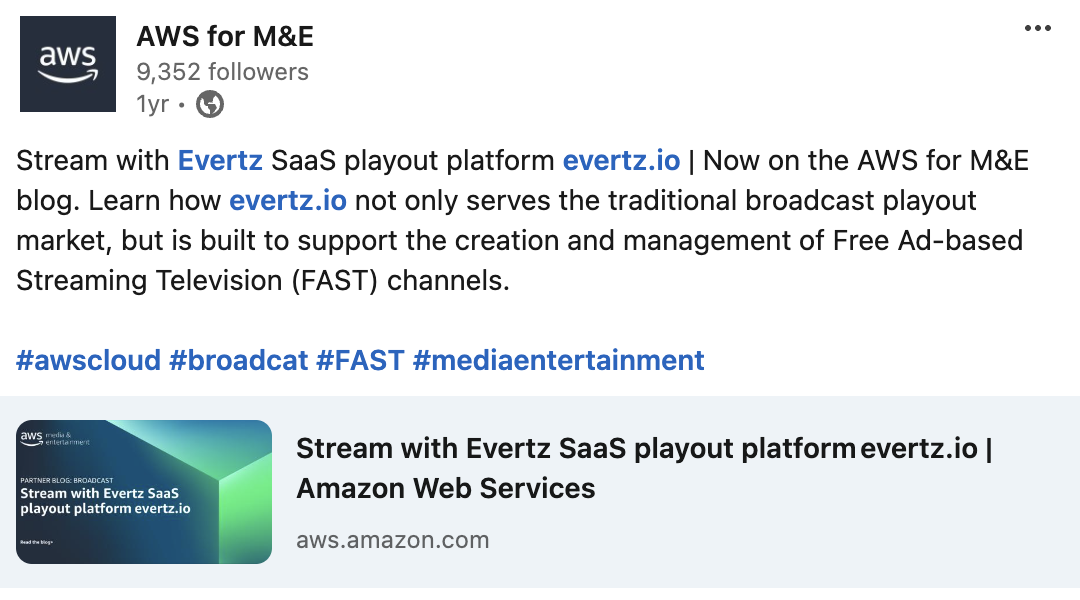 aws
AWS for M&E
9,352 followers
1yr •
Stream with Evertz SaaS playout platform evertz.io | Now on the AWS for M&E
blog. Learn how evertz.io not only serves the traditional broadcast playout
market, but is built to support the creation and management of Free Ad-based
Streaming Television (FAST) channels.
#awscloud #broadcat #FAST #mediaentertainment
aws media &
entertainment
PARTNER BLOG: BROADCAST
Stream with Evertz SaaS
playout platform evertz.io
Read the blog>
Stream with Evertz SaaS playout platform evertz.io |
Amazon Web Services
aws.amazon.com